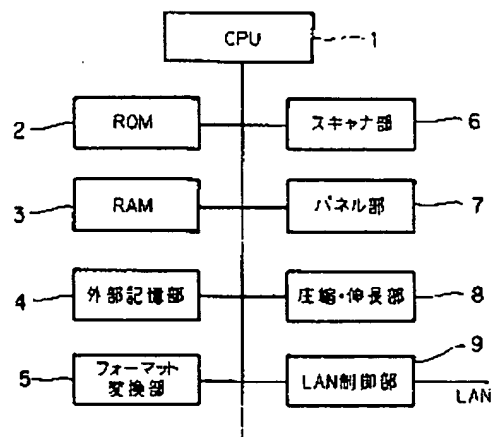 CPU
1
2
ROM
スキャナ部
6
3
RAM
パネル部
7
4
外部記憶部
圧縮・伸長部
8
5
フォーマット
変換部
LAN制御部
9
LAN